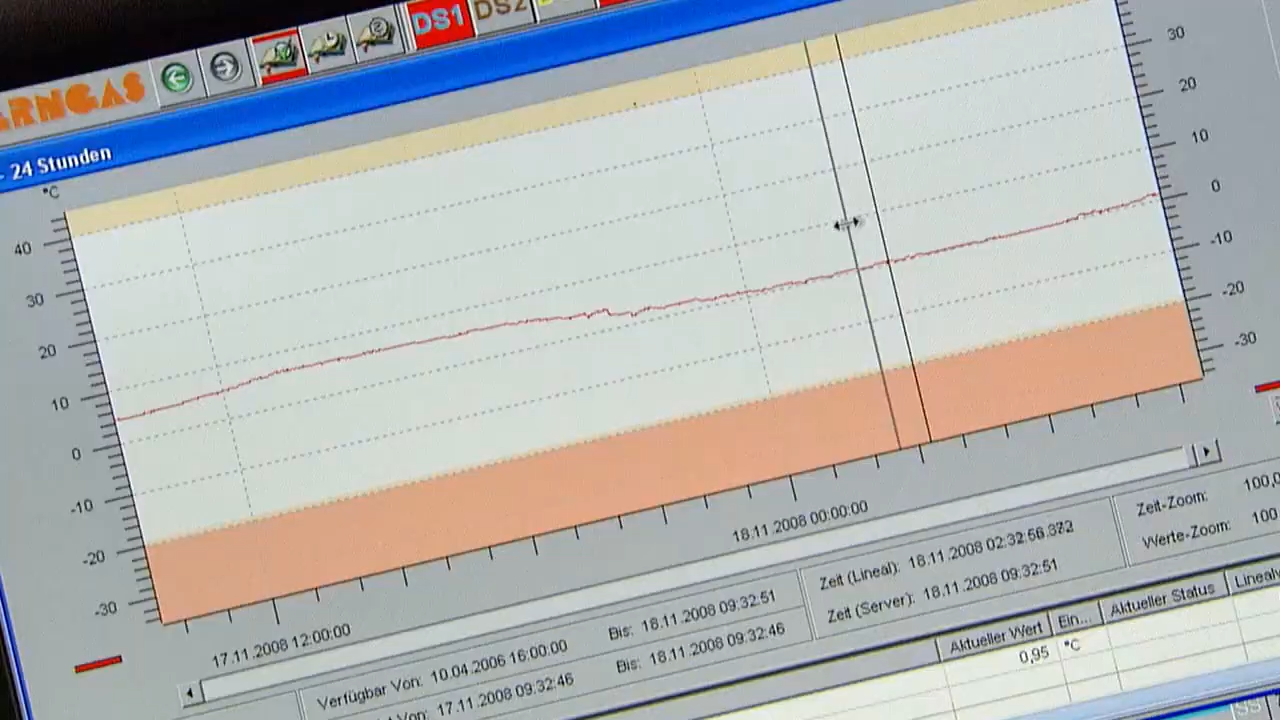 RNGAS
DS1 DS2
24 Stunden
°C
40
30
20
10
0
-10
-20
-30
30
20
10
0
-10
-20
-30
17.11.2008 12:00:00
18.11.2008 00:00:00
Verfügbar Von: 10.04.2006 16:00:00 Bis: 18.11.2008 09:32:51
Von: 17.11.2008 09:32:46 Bis: 18.11.2008 09:32:46
Zeit (Lineal): 18.11.2008 02:32:56.372
Zeit (Server): 18.11.2008 09:32:51
Zeit-Zoom: 100,0
Werte-Zoom: 100
Aktueller Wert Ein... Aktueller Status Lineal
0,95 °C